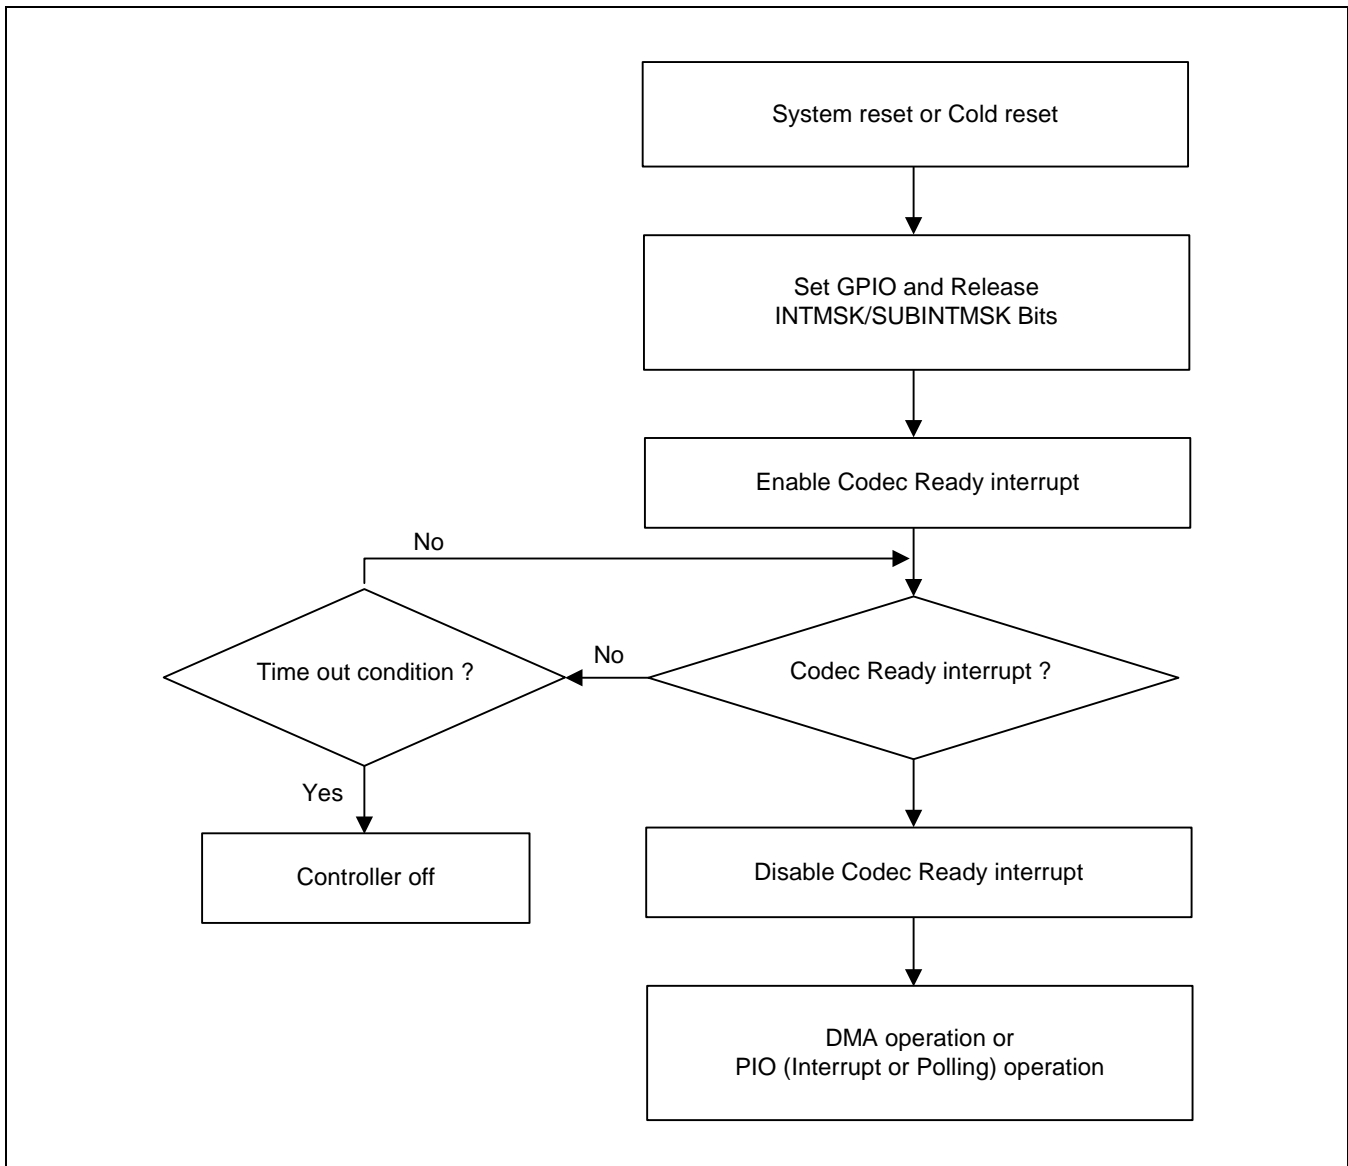 System reset or Cold reset
Set GPIO and Release
INTMSK/SUBINTMSK Bits
Enable Codec Ready interrupt
No
Time out condition ?
No
Codec Ready interrupt ?
Yes
Controller off
Disable Codec Ready interrupt
DMA operation or
PIO (Interrupt or Polling) operation